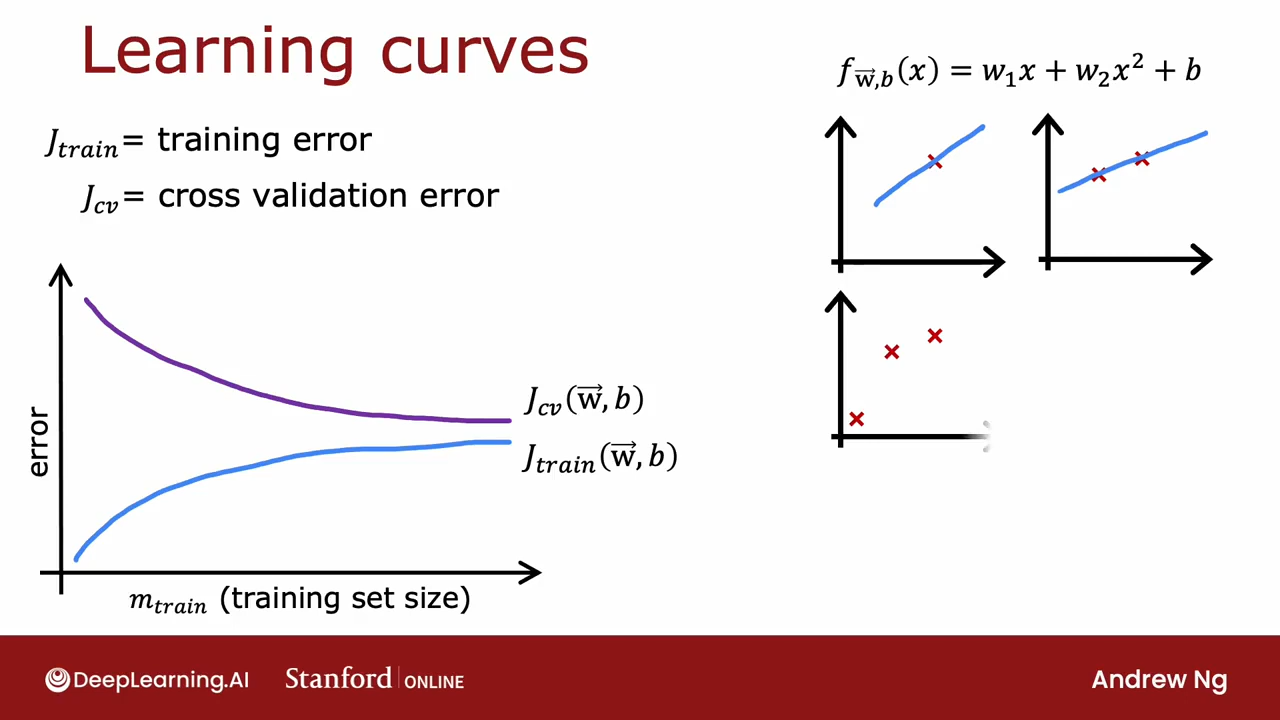 Learning curves
J_train = training error
J_cv = cross validation error
error
J_cv(w⃗, b)
J_train(w⃗, b)
m_train (training set size)
f_w⃗,b(x) = w₁x + w₂x² + b
DeepLearning.AI
Stanford | ONLINE
Andrew Ng